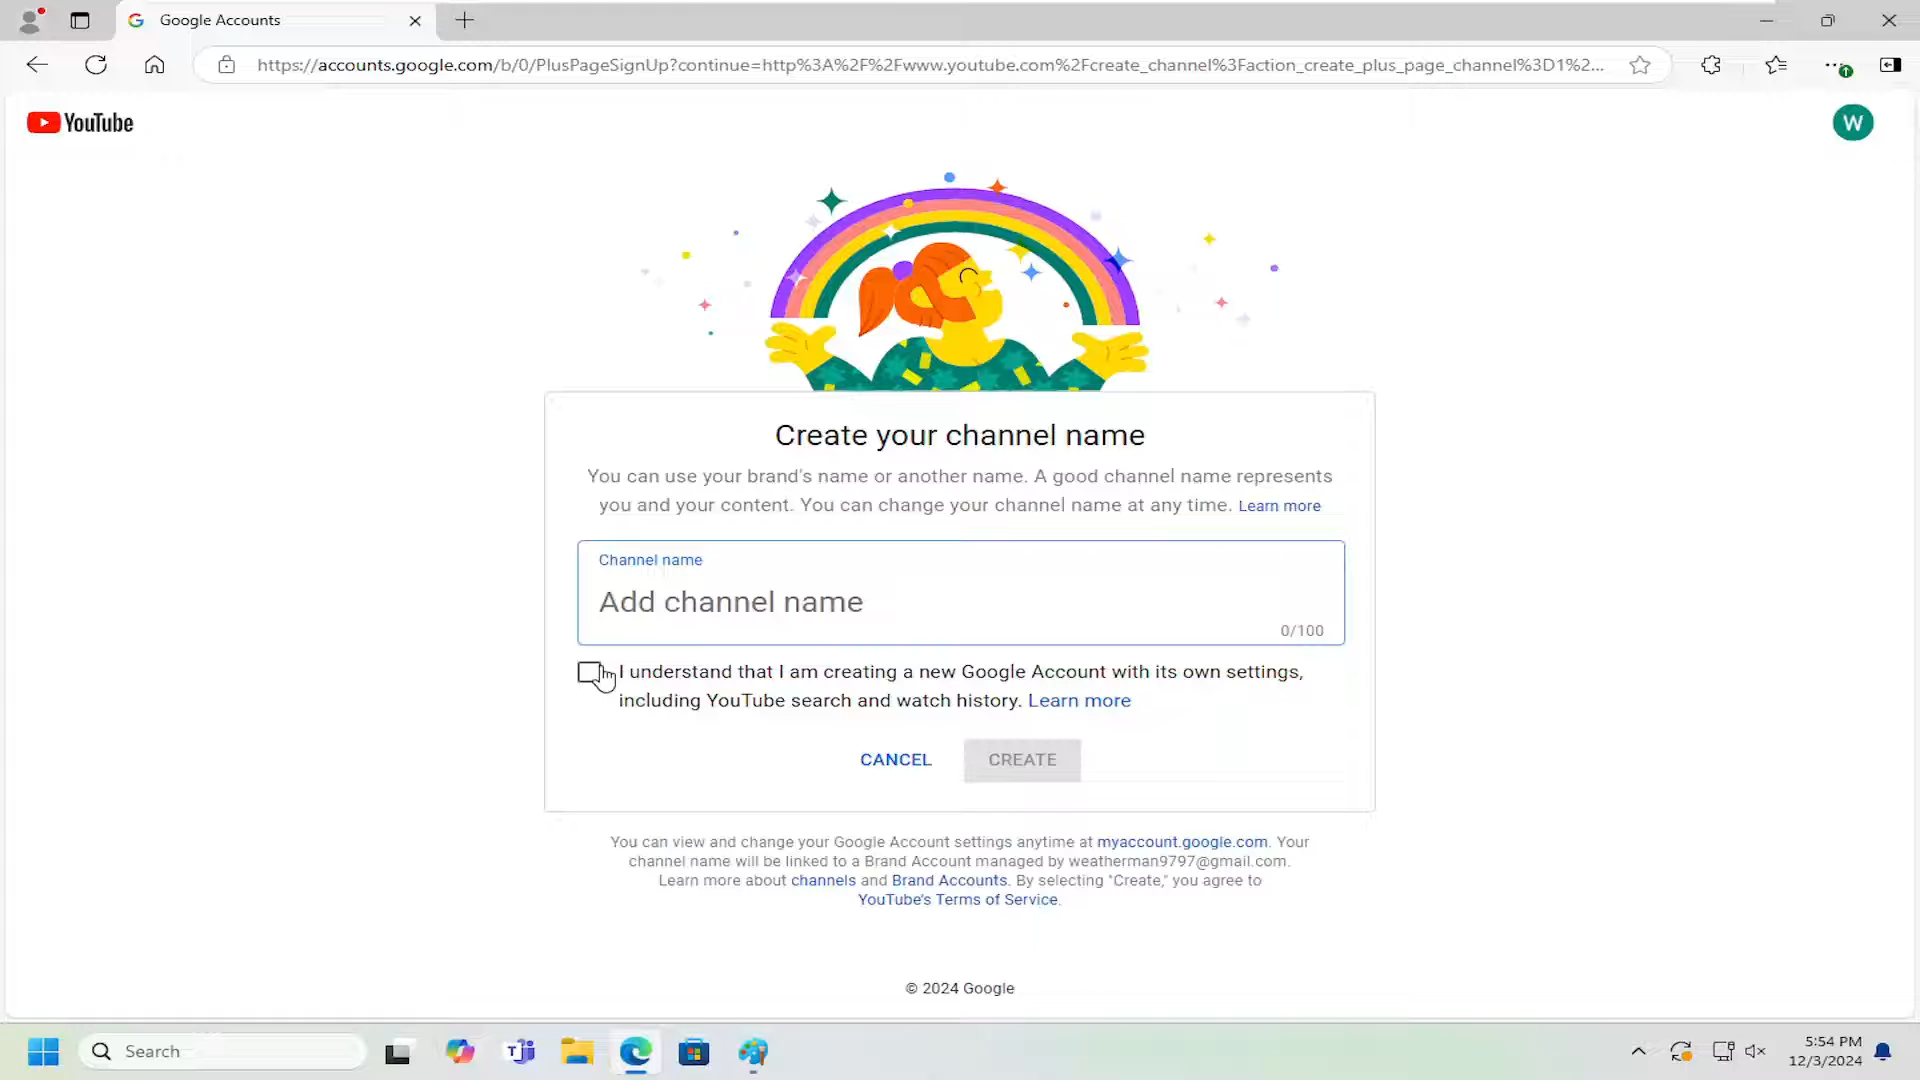 Google Accounts
https://accounts.google.com/b/0/PlusPageSignUp?continue=http%3A%2F%2Fwww.youtube.com%2Fcreate_channel%3Faction_create_plus_page_channel%3D1%2...
YouTube
W
Create your channel name
You can use your brand's name or another name. A good channel name represents
you and your content. You can change your channel name at any time. Learn more
Channel name
Add channel name
0/100
I understand that I am creating a new Google Account with its own settings,
including YouTube search and watch history. Learn more
CANCEL
CREATE
You can view and change your Google Account settings anytime at myaccount.google.com. Your
channel name will be linked to a Brand Account managed by weatherman9797@gmail.com.
Learn more about channels and Brand Accounts. By selecting "Create," you agree to
YouTube's Terms of Service.
© 2024 Google
Search
5:54 PM
12/3/2024